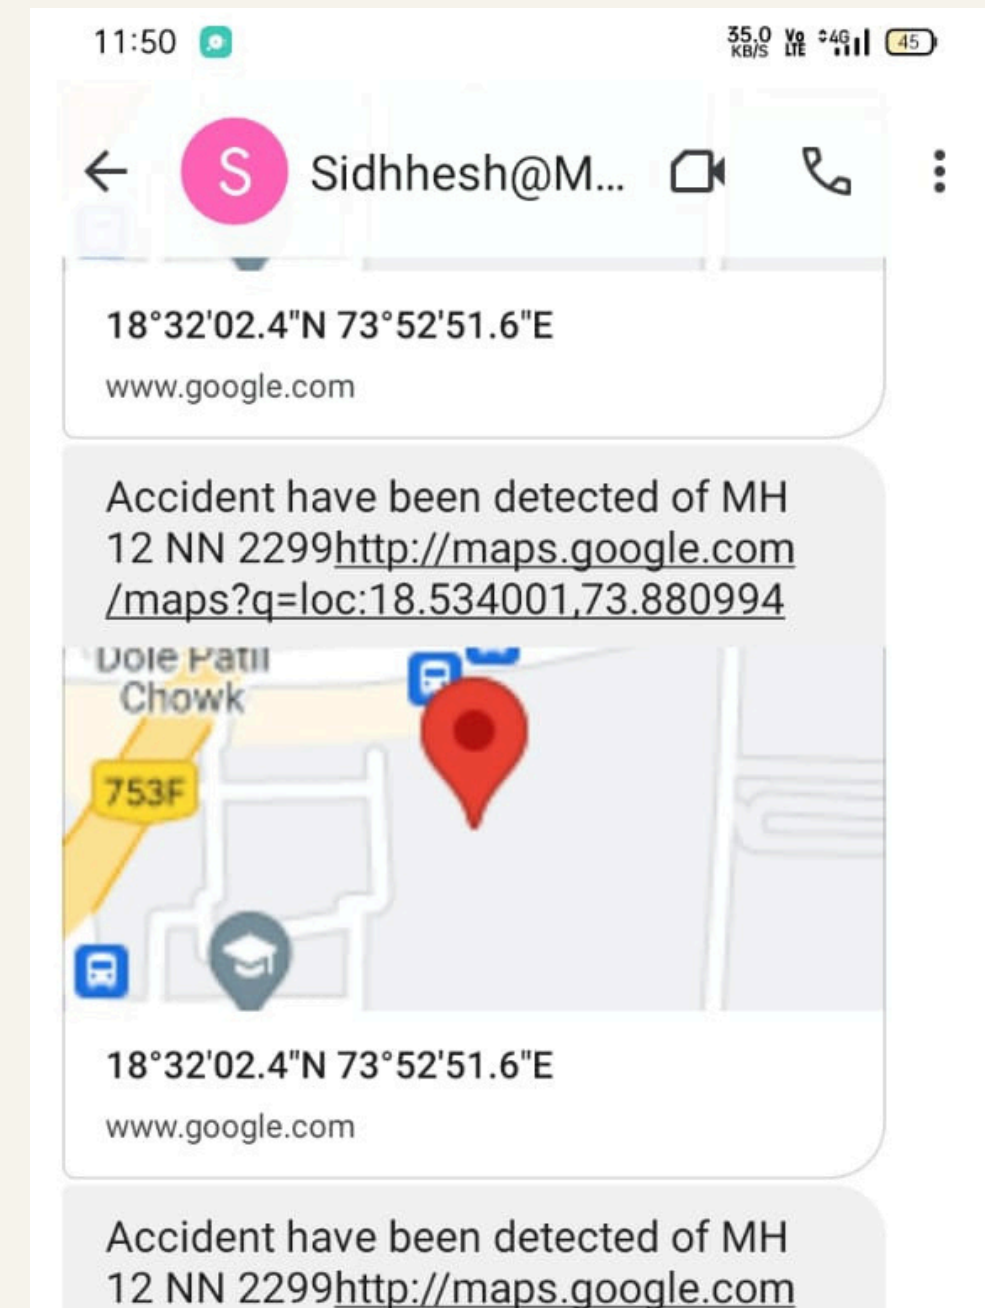 11:50
35.0
KB/S
Vo
LTE
4G
45
S
Sidhhesh@M...
18°32'02.4"N 73°52'51.6"E
www.google.com
Accident have been detected of MH
12 NN 2299http://maps.google.com
/maps?q=loc:18.534001,73.880994
Dole Patil
Chowk
753F
18°32'02.4"N 73°52'51.6"E
www.google.com
Accident have been detected of MH
12 NN 2299http://maps.google.com